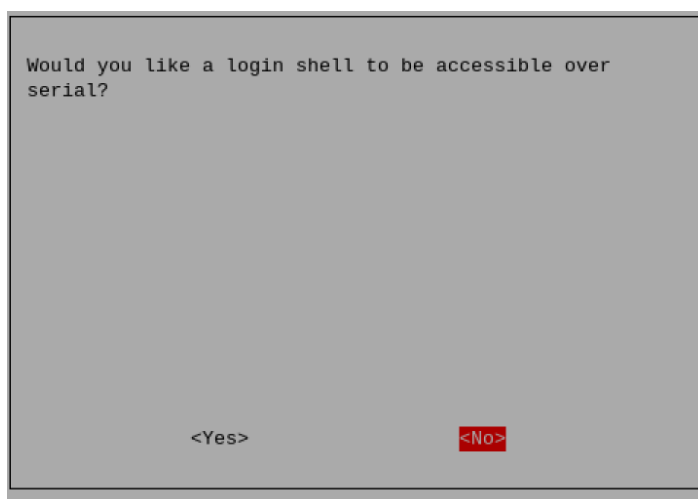 Would you like a login shell to be accessible over
serial?
<Yes> <No>